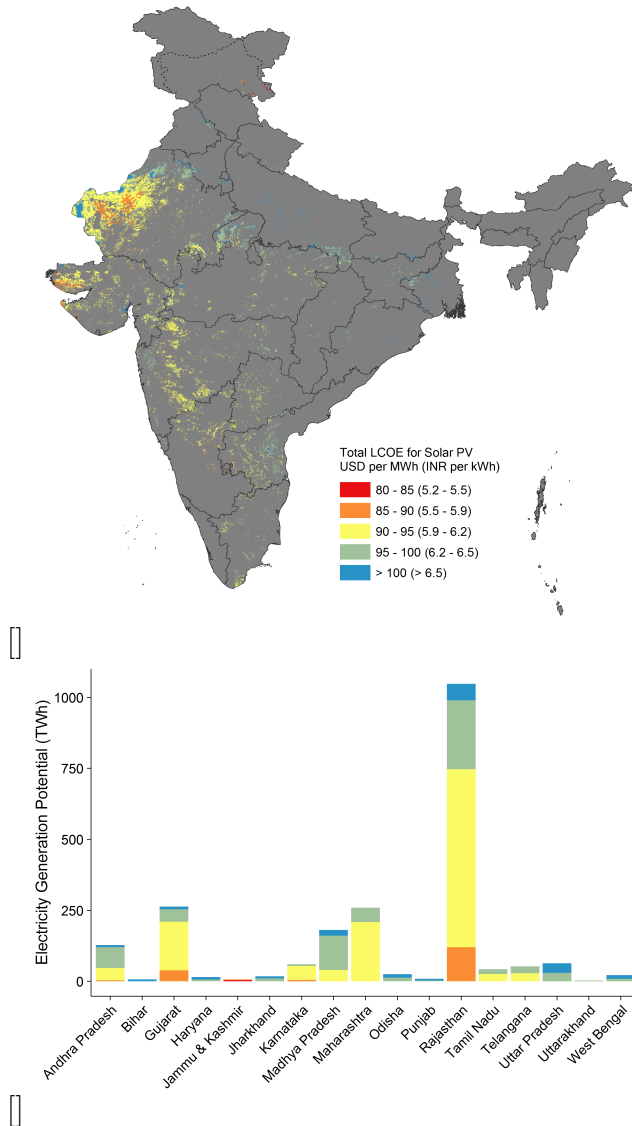 Total LCOE for Solar PV
USD per MWh (INR per kWh)
80 - 85 (5.2 - 5.5)
85 - 90 (5.5 - 5.9)
90 - 95 (5.9 - 6.2)
95 - 100 (6.2 - 6.5)
> 100 (> 6.5)
[]
Electricity Generation Potential (TWh)
1000
750
500
250
0
Andhra Pradesh
Bihar
Gujarat
Haryana
Jammu & Kashmir
Jharkhand
Karnataka
Madhya Pradesh
Maharashtra
Odisha
Punjab
Rajasthan
Tamil Nadu
Telangana
Uttar Pradesh
Uttarakhand
West Bengal
[]